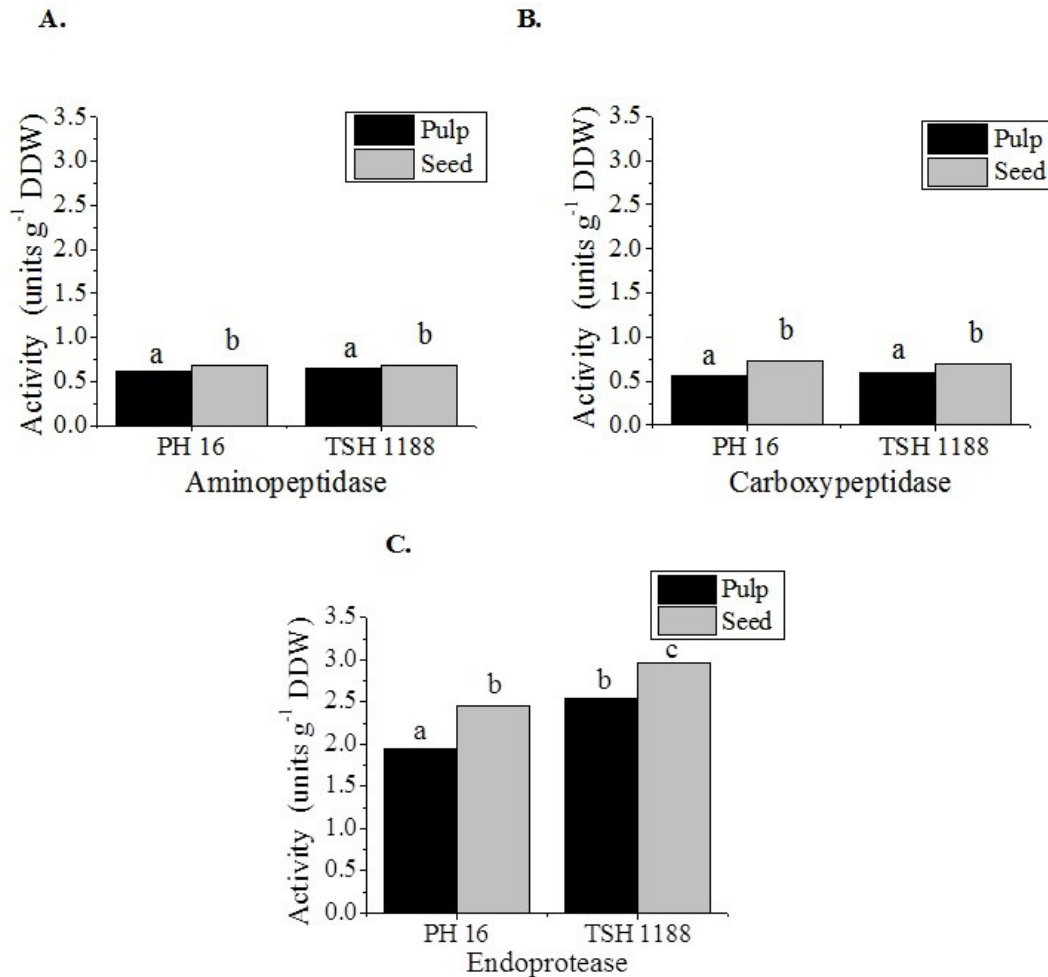 A.
Activity (units g⁻¹ DDW)
3.5
3.0
2.5
2.0
1.5
1.0
0.5
0.0
Pulp
Seed
a b a b
PH 16 TSH 1188
Aminopeptidase
B.
Activity (units g⁻¹ DDW)
3.5
3.0
2.5
2.0
1.5
1.0
0.5
0.0
Pulp
Seed
a b a b
PH 16 TSH 1188
Carboxypeptidase
C.
Activity (units g⁻¹ DDW)
3.5
3.0
2.5
2.0
1.5
1.0
0.5
0.0
Pulp
Seed
a b b c
PH 16 TSH 1188
Endoprotease